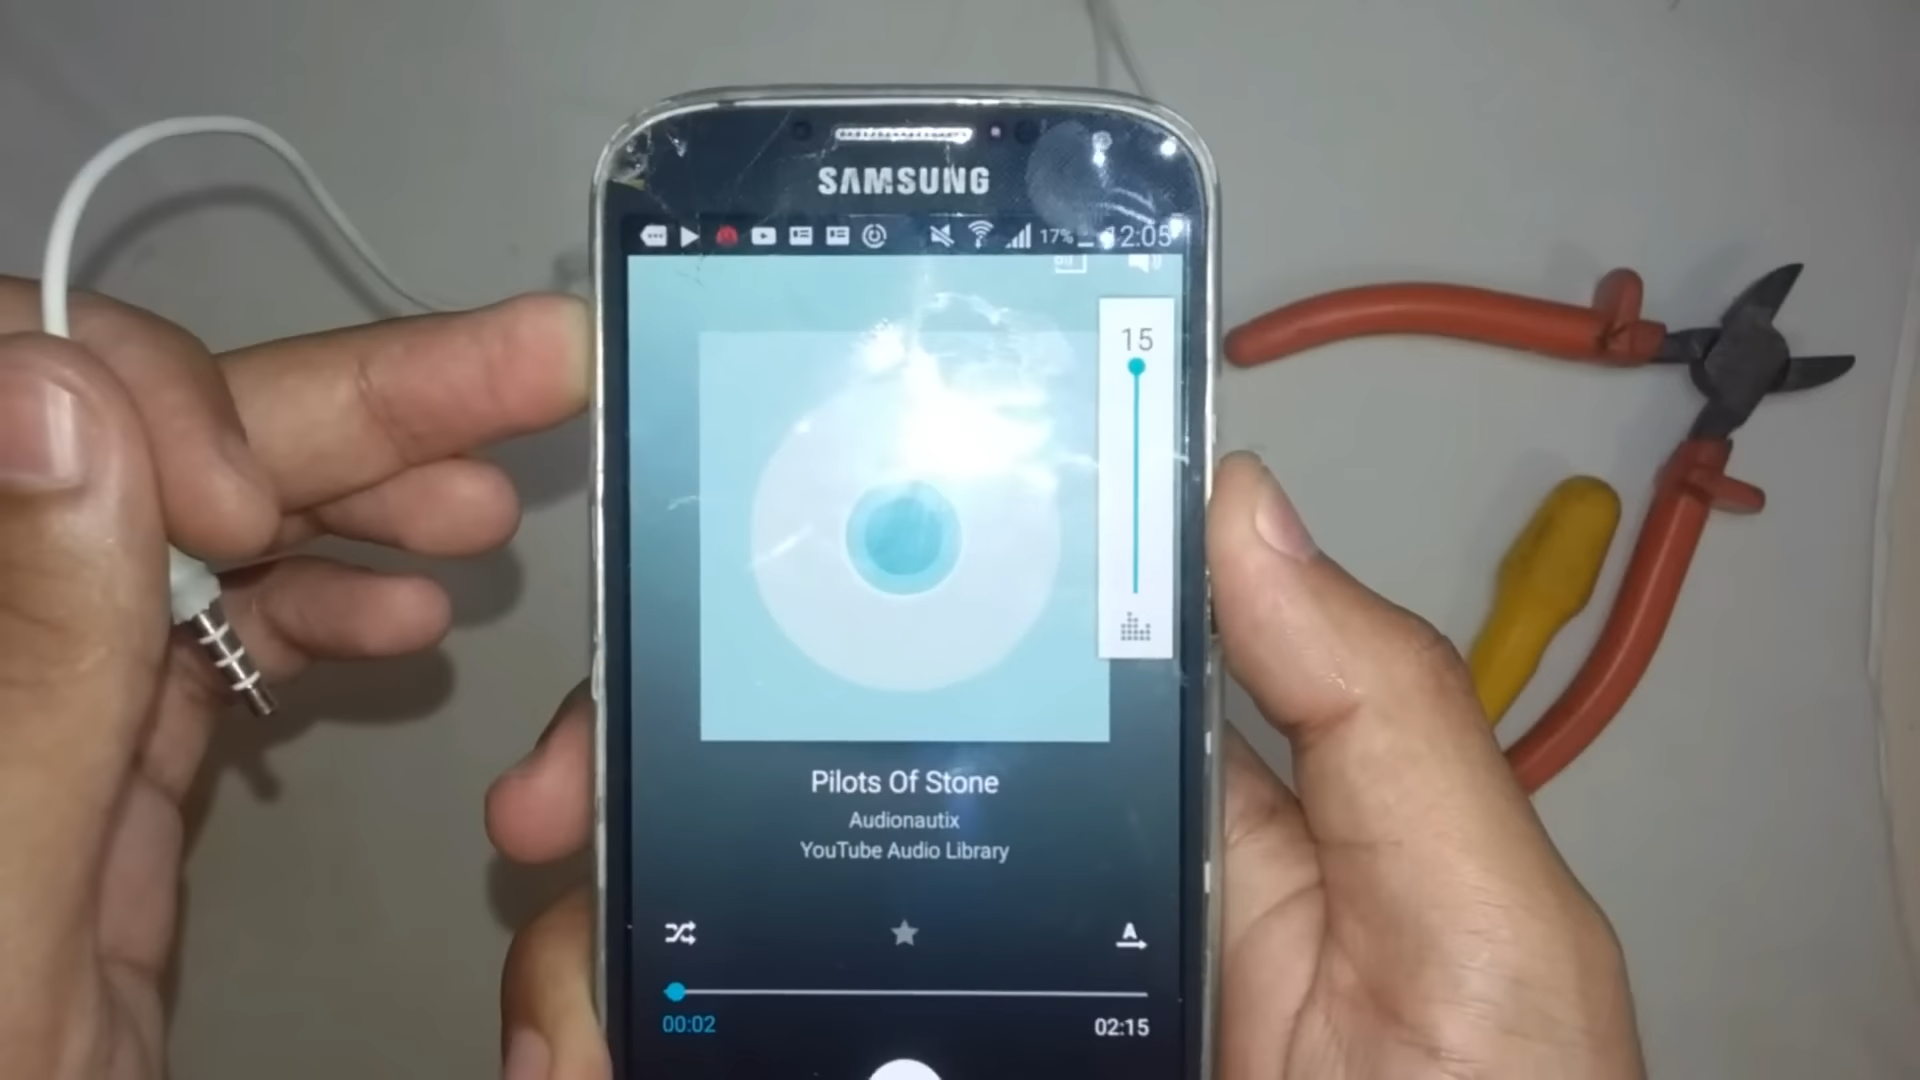 SAMSUNG
17% 12:05
15
Pilots Of Stone
Audionautix
YouTube Audio Library
A
00:02
02:15